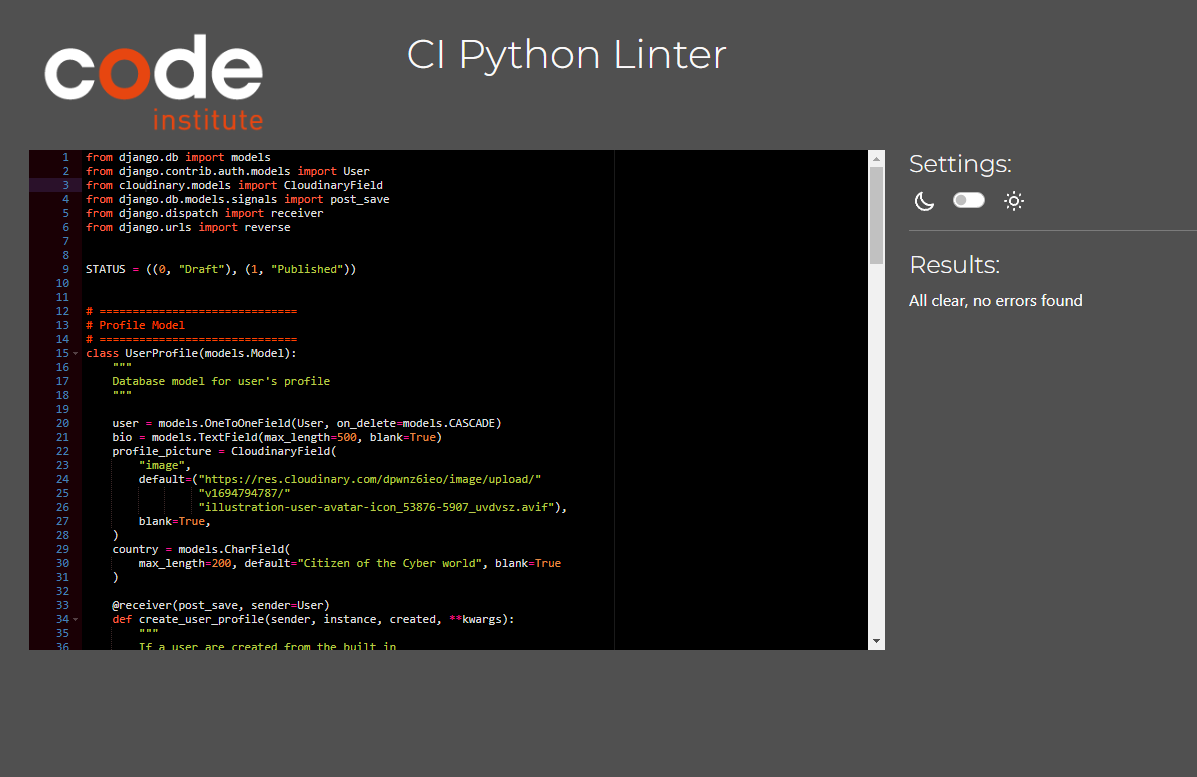 code
institute
CI Python Linter
1 from django.db import models
2 from django.contrib.auth.models import User
3 from cloudinary.models import CloudinaryField
4 from django.db.models.signals import post_save
5 from django.dispatch import receiver
6 from django.urls import reverse
7
8
9 STATUS = ((0, "Draft"), (1, "Published"))
10
11
12 # ==============================
13 # Profile Model
14 # ==============================
15 class UserProfile(models.Model):
16     """
17     Database model for user's profile
18     """
19
20     user = models.OneToOneField(User, on_delete=models.CASCADE)
21     bio = models.TextField(max_length=500, blank=True)
22     profile_picture = CloudinaryField(
23         "image",
24         default=("https://res.cloudinary.com/dpwnz6ieo/image/upload/"
25                  "v1694794787/"
26                  "illustration-user-avatar-icon_53876-5907_uvdvsz.avif"),
27         blank=True,
28     )
29     country = models.CharField(
30         max_length=200, default="Citizen of the Cyber world", blank=True
31     )
32
33     @receiver(post_save, sender=User)
34     def create_user_profile(sender, instance, created, **kwargs):
35         """
36         If a user are created from the built in
Settings:
Results:
All clear, no errors found